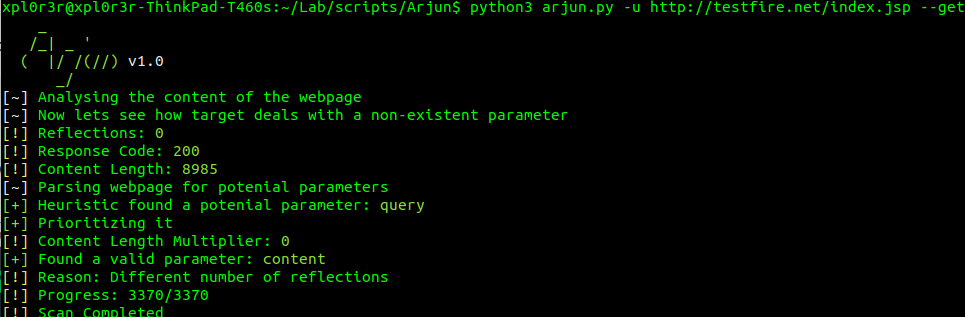 xpl0r3r@xpl0r3r-ThinkPad-T460s:~/Lab/scripts/Arjun$ python3 arjun.py -u http://testfire.net/index.jsp --get
    _
   /_| _ '
  (  |/ /(//) v1.0
      _/
[~] Analysing the content of the webpage
[~] Now lets see how target deals with a non-existent parameter
[!] Reflections: 0
[!] Response Code: 200
[!] Content Length: 8985
[~] Parsing webpage for potenial parameters
[+] Heuristic found a potenial parameter: query
[+] Prioritizing it
[!] Content Length Multiplier: 0
[+] Found a valid parameter: content
[!] Reason: Different number of reflections
[!] Progress: 3370/3370
[!] Scan Completed